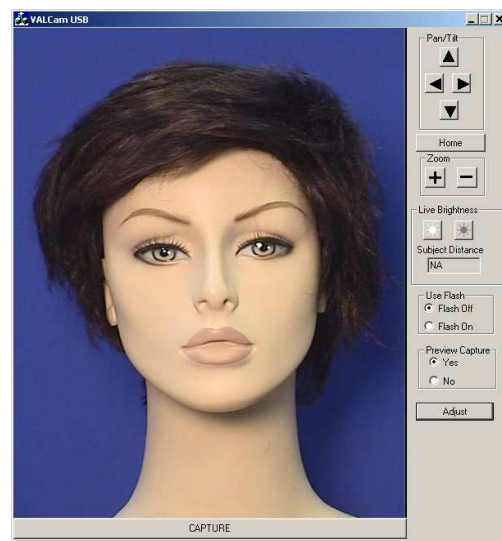 VALCam USB
Pan/Tilt
Home
Zoom
Live Brightness
Subject Distance
NA
Use Flash
Flash Off
Flash On
Preview Capture
Yes
No
Adjust
CAPTURE